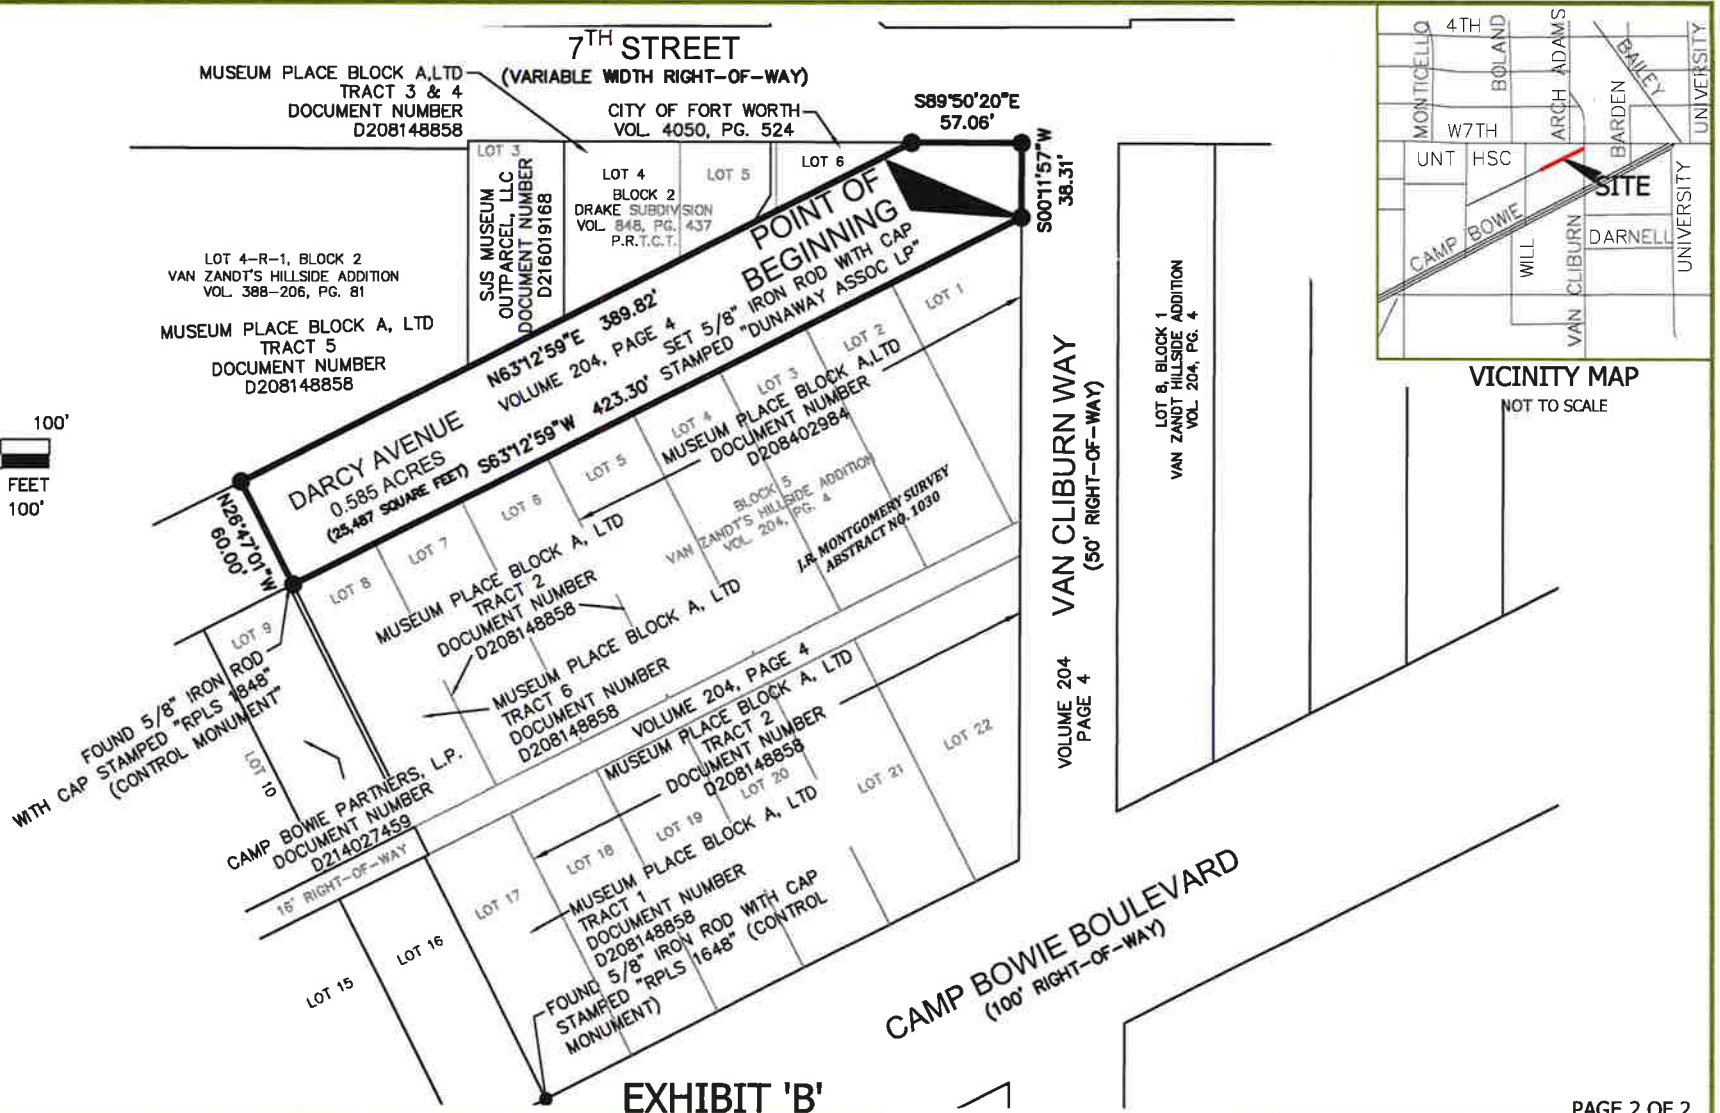 7TH STREET
(VARIABLE WIDTH RIGHT-OF-WAY)
MUSEUM PLACE BLOCK A,LTD
TRACT 3 & 4
DOCUMENT NUMBER
D208148858
CITY OF FORT WORTH
VOL. 4050, PG. 524
S89°50'20"E
57.06'
S00°11'57"W
38.31'
LOT 3
SJS MUSEUM
OUTPARCEL, LLC
DOCUMENT NUMBER
D216019168
LOT 4
BLOCK 2
DRAKE SUBDIVISION
VOL. 848, PG. 437
P.R.T.C.T.
LOT 5
LOT 6
POINT OF
BEGINNING
SET 5/8" IRON ROD WITH CAP
STAMPED "DUNAWAY ASSOC LP"
LOT 4-R-1, BLOCK 2
VAN ZANDT'S HILLSIDE ADDITION
VOL. 388-206, PG. 81
MUSEUM PLACE BLOCK A, LTD
TRACT 5
DOCUMENT NUMBER
D208148858
N63°12'59"E 389.82'
VOLUME 204, PAGE 4
DARCY AVENUE
0.585 ACRES
(25,487 SQUARE FEET)
S63°12'59"W 423.30'
100'
FEET
100'
N26°47'01"W
60.00'
LOT 1
LOT 2
LOT 3
LOT 4
LOT 5
LOT 6
LOT 7
LOT 8
LOT 9
LOT 10
MUSEUM PLACE BLOCK A,LTD
DOCUMENT NUMBER
D208402984
BLOCK 5
VAN ZANDT'S HILLSIDE ADDITION
VOL. 204, PG. 4
J.R. MONTGOMERY SURVEY
ABSTRACT NO. 1030
MUSEUM PLACE BLOCK A, LTD
TRACT 2
DOCUMENT NUMBER
D208148858
MUSEUM PLACE BLOCK A, LTD
TRACT 6
DOCUMENT NUMBER
D208148858
FOUND 5/8" IRON ROD
WITH CAP STAMPED "RPLS 1848"
(CONTROL MONUMENT"
CAMP BOWIE PARTNERS, L.P.
DOCUMENT NUMBER
D214027459
16' RIGHT-OF-WAY
VOLUME 204, PAGE 4
MUSEUM PLACE BLOCK A, LTD
TRACT 2
DOCUMENT NUMBER
D208148858
LOT 15
LOT 16
LOT 17
LOT 18
LOT 19
LOT 20
LOT 21
LOT 22
MUSEUM PLACE BLOCK A, LTD
TRACT 1
DOCUMENT NUMBER
D208148858
FOUND 5/8" IRON ROD WITH CAP
STAMPED "RPLS 1648" (CONTROL
MONUMENT)
VAN CLIBURN WAY
(50' RIGHT-OF-WAY)
VOLUME 204
PAGE 4
LOT 8, BLOCK 1
VAN ZANDT HILLSIDE ADDITION
VOL. 204, PG. 4
CAMP BOWIE BOULEVARD
(100' RIGHT-OF-WAY)
4TH
MONTICELLO
BOLAND
ARCH ADAMS
BAILEY
BARDEN
UNIVERSITY
W7TH
UNT HSC
SITE
CAMP BOWIE
WILL
VAN CLIBURN
DARNELL
UNIVERSITY
VICINITY MAP
NOT TO SCALE
EXHIBIT 'B'
PAGE 2 OF 2